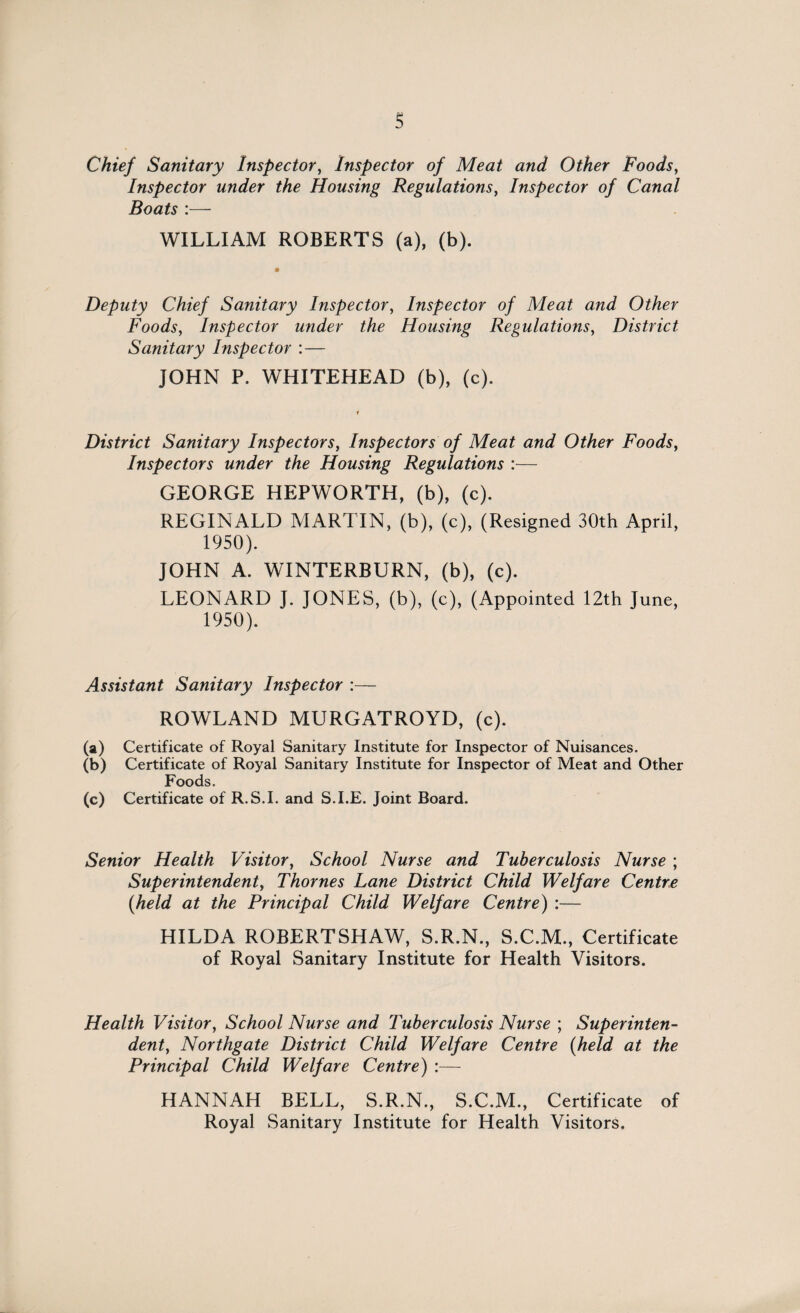 5
Chief Sanitary Inspector, Inspector of Meat and Other Foods,
Inspector under the Housing Regulations, Inspector of Canal
Boats :—
WILLIAM ROBERTS (a), (b).
Deputy Chief Sanitary Inspector, Inspector of Meat and Other
Foods, Inspector under the Housing Regulations, District
Sanitary Inspector :—
JOHN P. WHITEHEAD (b), (c).
District Sanitary Inspectors, Inspectors of Meat and Other Foods,
Inspectors under the Housing Regulations :—
GEORGE HEPWORTH, (b), (c).
REGINALD MARTIN, (b), (c), (Resigned 30th April,
1950).
JOHN A. WINTERBURN, (b), (c).
LEONARD J. JONES, (b), (c), (Appointed 12th June,
1950).
Assistant Sanitary Inspector :—
ROWLAND MURGATROYD, (c).
(a) Certificate of Royal Sanitary Institute for Inspector of Nuisances.
(b) Certificate of Royal Sanitary Institute for Inspector of Meat and Other
Foods.
(c) Certificate of R.S.I. and S.I.E. Joint Board.
Senior Health Visitor, School Nurse and Tuberculosis Nurse ;
Superintendent, Thornes Lane District Child Welfare Centre
(held at the Principal Child Welfare Centre) :—
HILDA ROBERTSHAW, S.R.N., S.C.M., Certificate
of Royal Sanitary Institute for Health Visitors.
Health Visitor, School Nurse and Tuberculosis Nurse ; Superinten-
dent, Northgate District Child Welfare Centre (held at the
Principal Child Welfare Centre) :—
HANNAH BELL, S.R.N., S.C.M., Certificate of
Royal Sanitary Institute for Health Visitors.